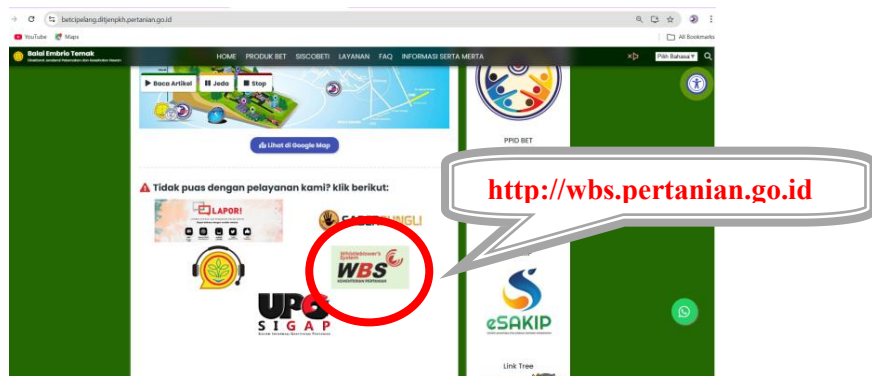 betcipelang.ditjenpkh.pertanian.go.id
YouTube Maps
All Bookmarks
Balai Embrio Ternak
HOME PRODUK BET SISCOBETI LAYANAN FAQ INFORMASI SERTA MERTA
Pilih Bahasa
Baca Artikel Jeda Stop
PPID BET
Lihat di Google Map
http://wbs.pertanian.go.id
Tidak puas dengan pelayanan kami? klik berikut:
LAPOR!
Whistleblower's
System
WBS
KEMENTERIAN PERTANIAN
UPG
SIGAP
eSAKIP
Link Tree